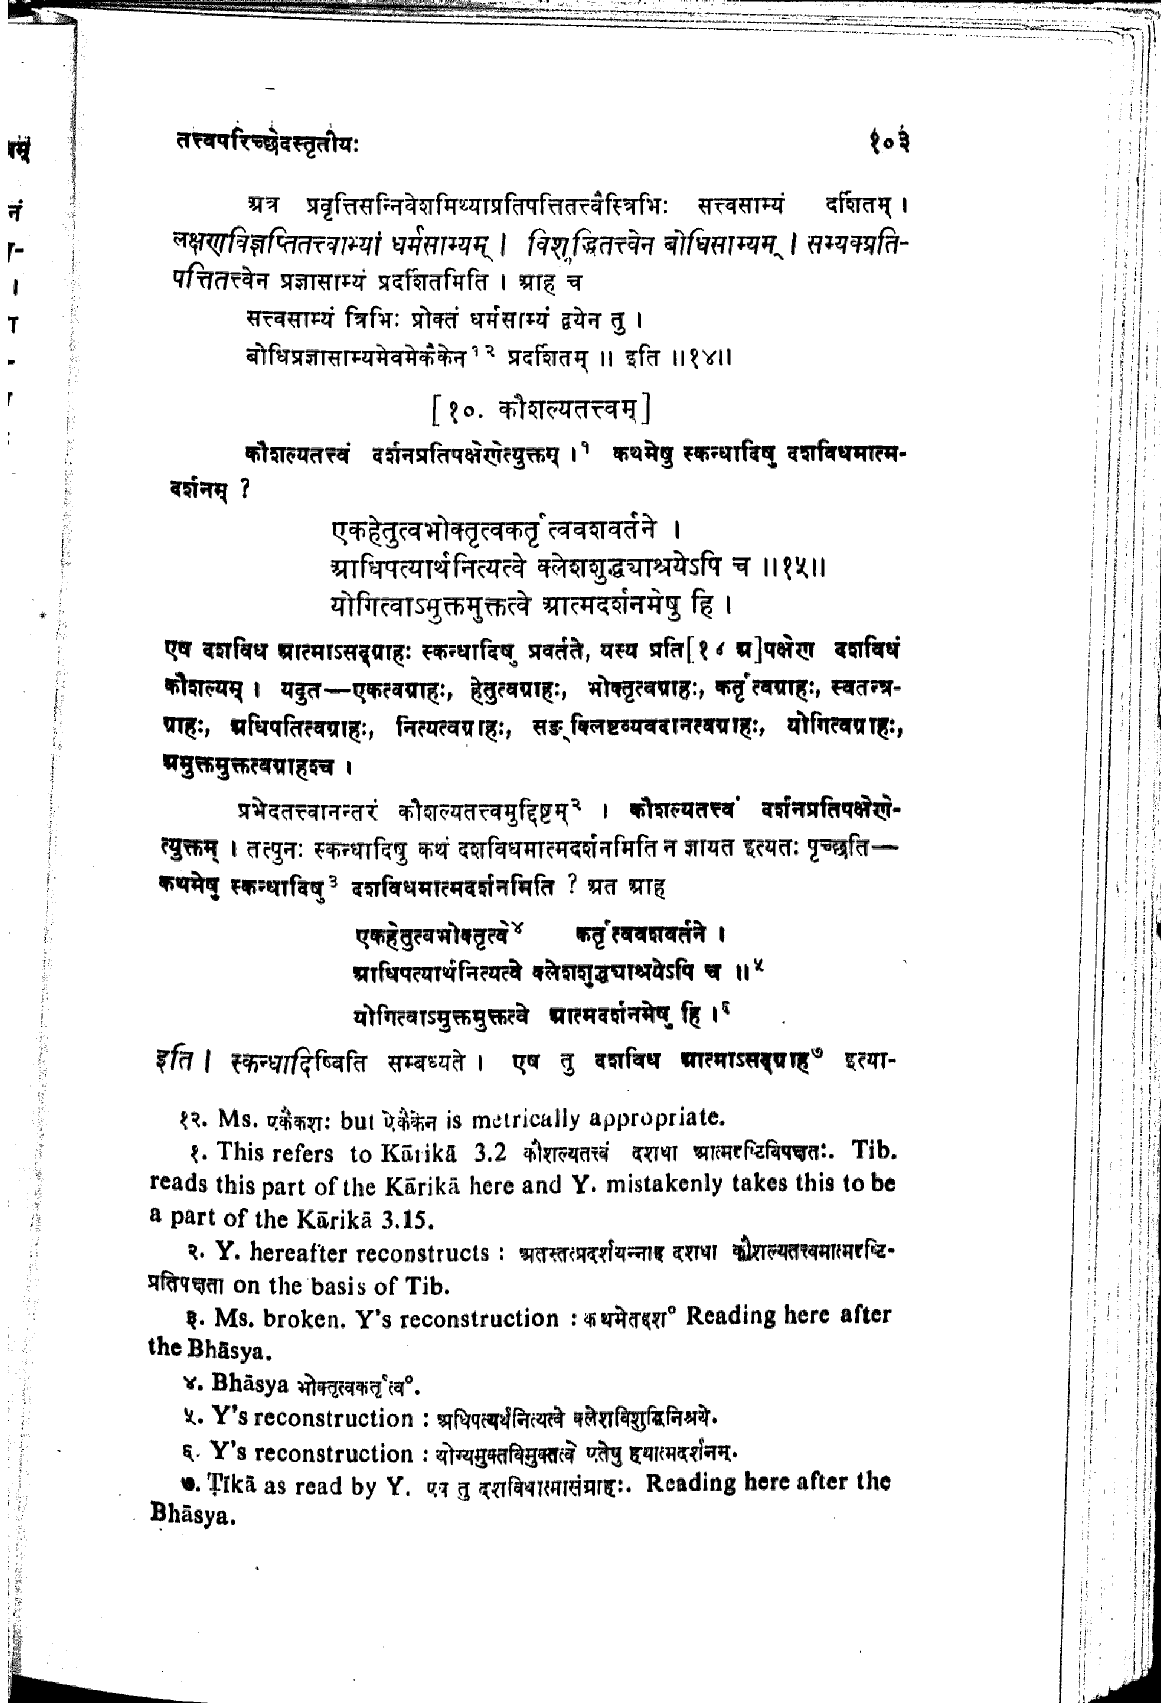 तत्त्वपरिच्छेदस्तृतीयः १०३
अत्र प्रवृत्तिसन्निवेशमिथ्याप्रतिपत्तितत्त्वैस्त्रिभिः सत्त्वसाम्यं दर्शितम् ।
लक्षणविज्ञप्तितत्त्वाभ्यां धर्मसाम्यम् । विशुद्धितत्त्वेन बोधिसाम्यम् । सम्यक्प्रति-
पत्तितत्त्वेन प्रज्ञासाम्यं प्रदर्शितमिति । आह च
सत्त्वसाम्यं त्रिभिः प्रोक्तं धर्मसाम्यं द्वयेन तु ।
बोधिप्रज्ञासाम्यमेवमेकैकेन१२ प्रदर्शितम् ॥ इति ॥१४॥
[१०. कौशल्यतत्त्वम्]
कौशल्यतत्त्वं दर्शनप्रतिपक्षेणेत्युक्तम् ।१ कथमेषु स्कन्धादिषु दशविधमात्म-
दर्शनम् ?
एकहेतुत्वभोक्तृत्वकर्तृत्ववशवर्तने ।
आधिपत्यार्थनित्यत्वे क्लेशशुद्ध्याश्रयेऽपि च ॥१५॥
योगित्वाऽमुक्तमुक्तत्वे आत्मदर्शनमेषु हि ।
एष दशविध आत्माऽसद्ग्राहः स्कन्धादिषु प्रवर्तते, यस्य प्रति[१८ अ]पक्षेण दशविधं
कौशल्यम् । यदुत—एकत्वग्राहः, हेतुत्वग्राहः, भोक्तृत्वग्राहः, कर्तृत्वग्राहः, स्वतन्त्र-
ग्राहः, अधिपतित्वग्राहः, नित्यत्वग्राहः, सङ्क्लिष्टव्यवदानत्वग्राहः, योगित्वग्राहः,
अमुक्तमुक्तत्वग्राहश्च ।
प्रभेदतत्त्वानन्तरं कौशल्यतत्त्वमुद्दिष्टम्२ । कौशल्यतत्त्वं दर्शनप्रतिपक्षेणे-
त्युक्तम् । तत्पुनः स्कन्धादिषु कथं दशविधमात्मदर्शनमिति न ज्ञायत इत्यतः पृच्छति—
कथमेषु स्कन्धादिषु३ दशविधमात्मदर्शनमिति ? अत आह
एकहेतुत्वभोक्तृत्वे४ कर्तृत्ववशवर्तने ।
आधिपत्यार्थनित्यत्वे क्लेशशुद्ध्याश्रयेऽपि च ॥५
योगित्वाऽमुक्तमुक्तत्वे आत्मदर्शनमेषु हि ।६
इति । स्कन्धादिष्विति सम्बध्यते । एष तु दशविध आत्माऽसद्ग्राह७ इत्या-
१२. Ms. एकैकशः but ऐकैकेन is metrically appropriate.
१. This refers to Kārikā 3.2 कौशल्यतत्त्वं दशधा आत्मदृष्टिविपक्षतः. Tib.
reads this part of the Kārikā here and Y. mistakenly takes this to be
a part of the Kārikā 3.15.
२. Y. hereafter reconstructs : अतस्तत्प्रदर्शयन्नाह दशधा कौशल्यतत्त्वमात्मदृष्टि-
प्रतिपक्षता on the basis of Tib.
३. Ms. broken. Y's reconstruction : कथमेतद्दश° Reading here after
the Bhāsya.
४. Bhāsya भोक्तृत्वकर्तृत्व°.
५. Y's reconstruction : अधिपत्यर्थनित्यत्वे क्लेशविशुद्धिनिश्रये.
६. Y's reconstruction : योग्यमुक्तविमुक्तत्वे एतेषु ह्यात्मदर्शनम्.
७. Ṭīkā as read by Y. एव तु दशविधात्मासंग्राहः. Reading here after the
Bhāsya.